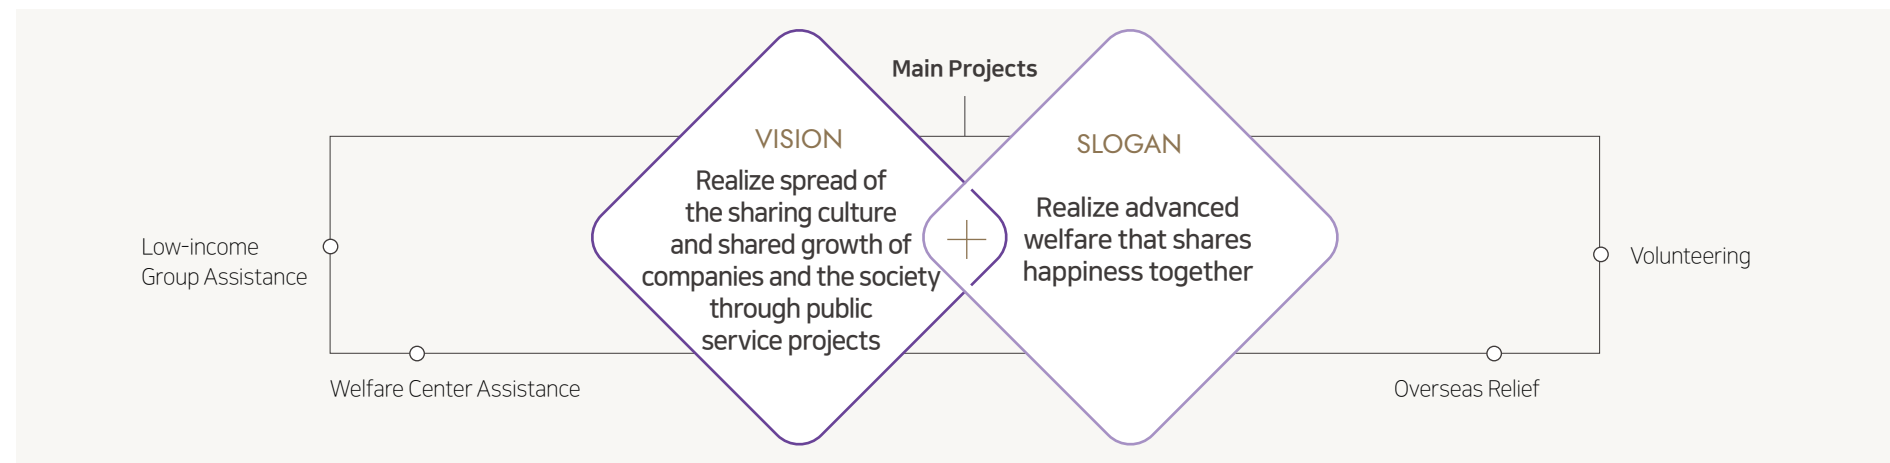 Main Projects
VISION
Realize spread of
the sharing culture
and shared growth of
companies and the society
through public
service projects
SLOGAN
Realize advanced
welfare that shares
happiness together
Low-income
Group Assistance
Welfare Center Assistance
Volunteering
Overseas Relief